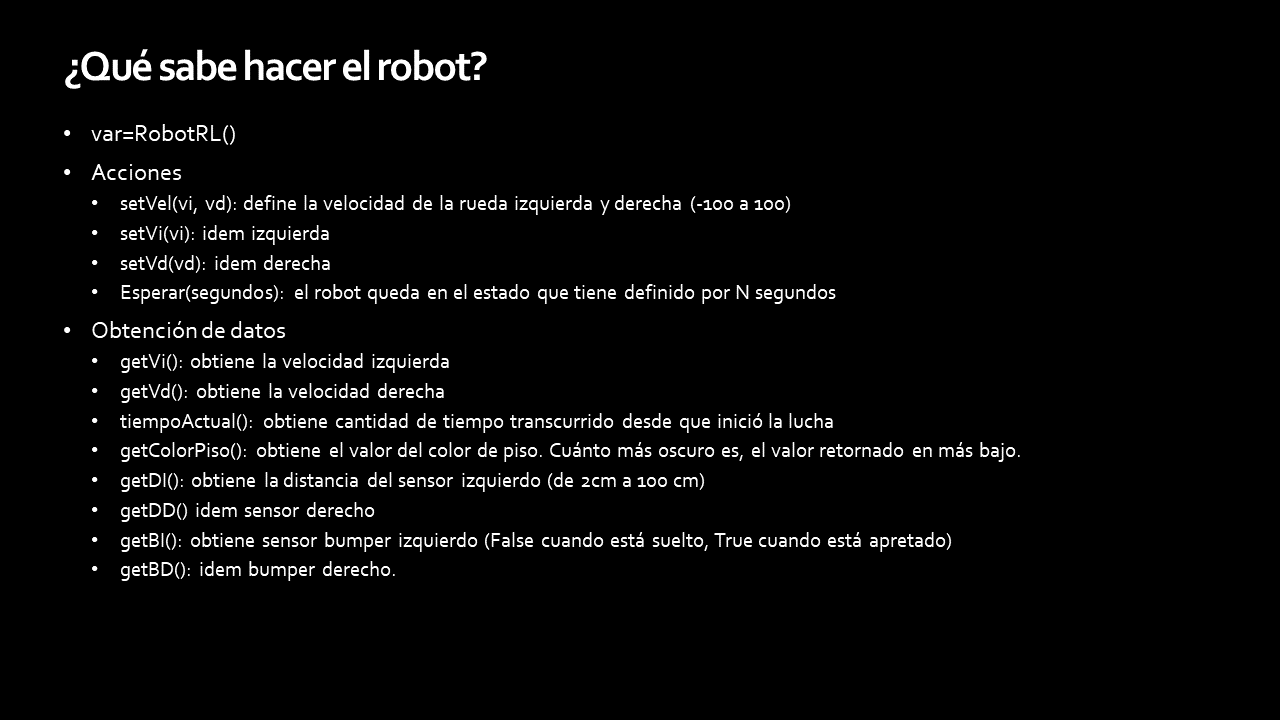 ¿Qué sabe hacer el robot?
• var=RobotRL()
• Acciones
• setVel(vi, vd): define la velocidad de la rueda izquierda y derecha (-100 a 100)
• setVi(vi): idem izquierda
• setVd(vd): idem derecha
• Esperar(segundos): el robot queda en el estado que tiene definido por N segundos
• Obtención de datos
• getVi(): obtiene la velocidad izquierda
• getVd(): obtiene la velocidad derecha
• tiempoActual(): obtiene cantidad de tiempo transcurrido desde que inició la lucha
• getColorPiso(): obtiene el valor del color de piso. Cuánto más oscuro es, el valor retornado en más bajo.
• getDI(): obtiene la distancia del sensor izquierdo (de 2cm a 100 cm)
• getDD() idem sensor derecho
• getBI(): obtiene sensor bumper izquierdo (False cuando está suelto, True cuando está apretado)
• getBD(): idem bumper derecho.